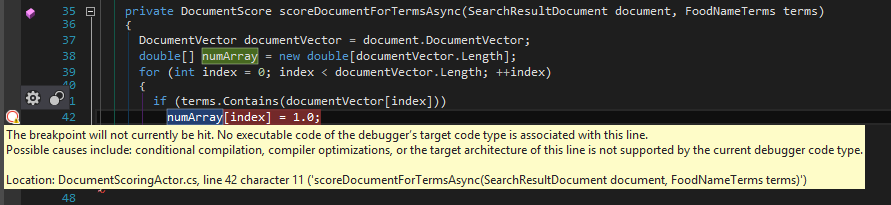 35 private DocumentScore scoreDocumentForTermsAsync(SearchResultDocument document, FoodNameTerms terms)
36 {
37 DocumentVector documentVector = document.DocumentVector;
38 double[] numArray = new double[documentVector.Length];
39 for (int index = 0; index < documentVector.Length; ++index)
40 {
1 if (terms.Contains(documentVector[index]))
42 numArray[index] = 1.0;
The breakpoint will not currently be hit. No executable code of the debugger's target code type is associated with this line.
Possible causes include: conditional compilation, compiler optimizations, or the target architecture of this line is not supported by the current debugger code type.
Location: DocumentScoringActor.cs, line 42 character 11 ('scoreDocumentForTermsAsync(SearchResultDocument document, FoodNameTerms terms)')
48